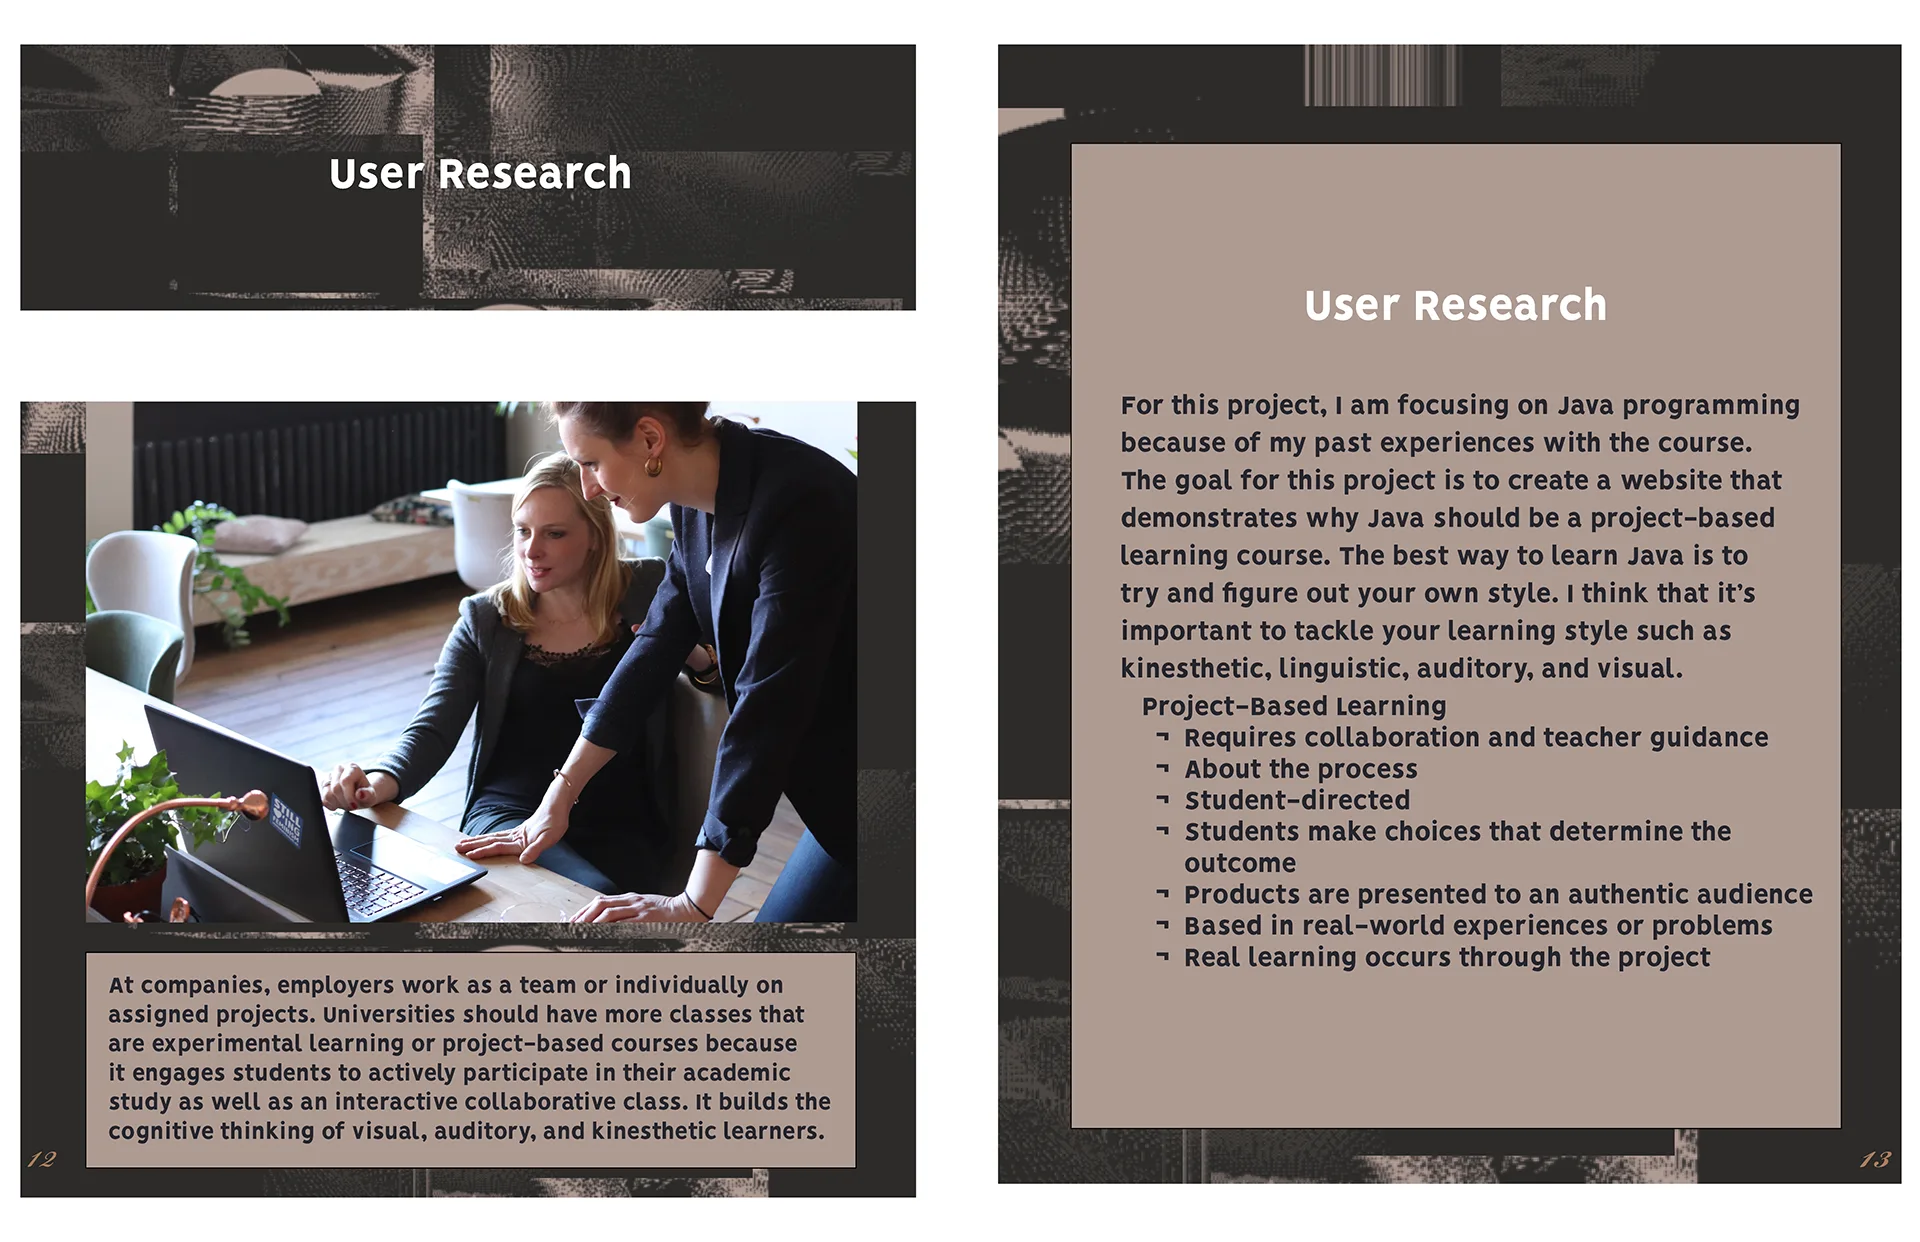 User Research
STILL
ING
At companies, employers work as a team or individually on
assigned projects. Universities should have more classes that
are experimental learning or project-based courses because
it engages students to actively participate in their academic
study as well as an interactive collaborative class. It builds the
cognitive thinking of visual, auditory, and kinesthetic learners.
12
User Research
For this project, I am focusing on Java programming
because of my past experiences with the course.
The goal for this project is to create a website that
demonstrates why Java should be a project-based
learning course. The best way to learn Java is to
try and figure out your own style. I think that it's
important to tackle your learning style such as
kinesthetic, linguistic, auditory, and visual.
Project-Based Learning
¬ Requires collaboration and teacher guidance
¬ About the process
¬ Student-directed
¬ Students make choices that determine the
outcome
¬ Products are presented to an authentic audience
¬ Based in real-world experiences or problems
¬ Real learning occurs through the project
13